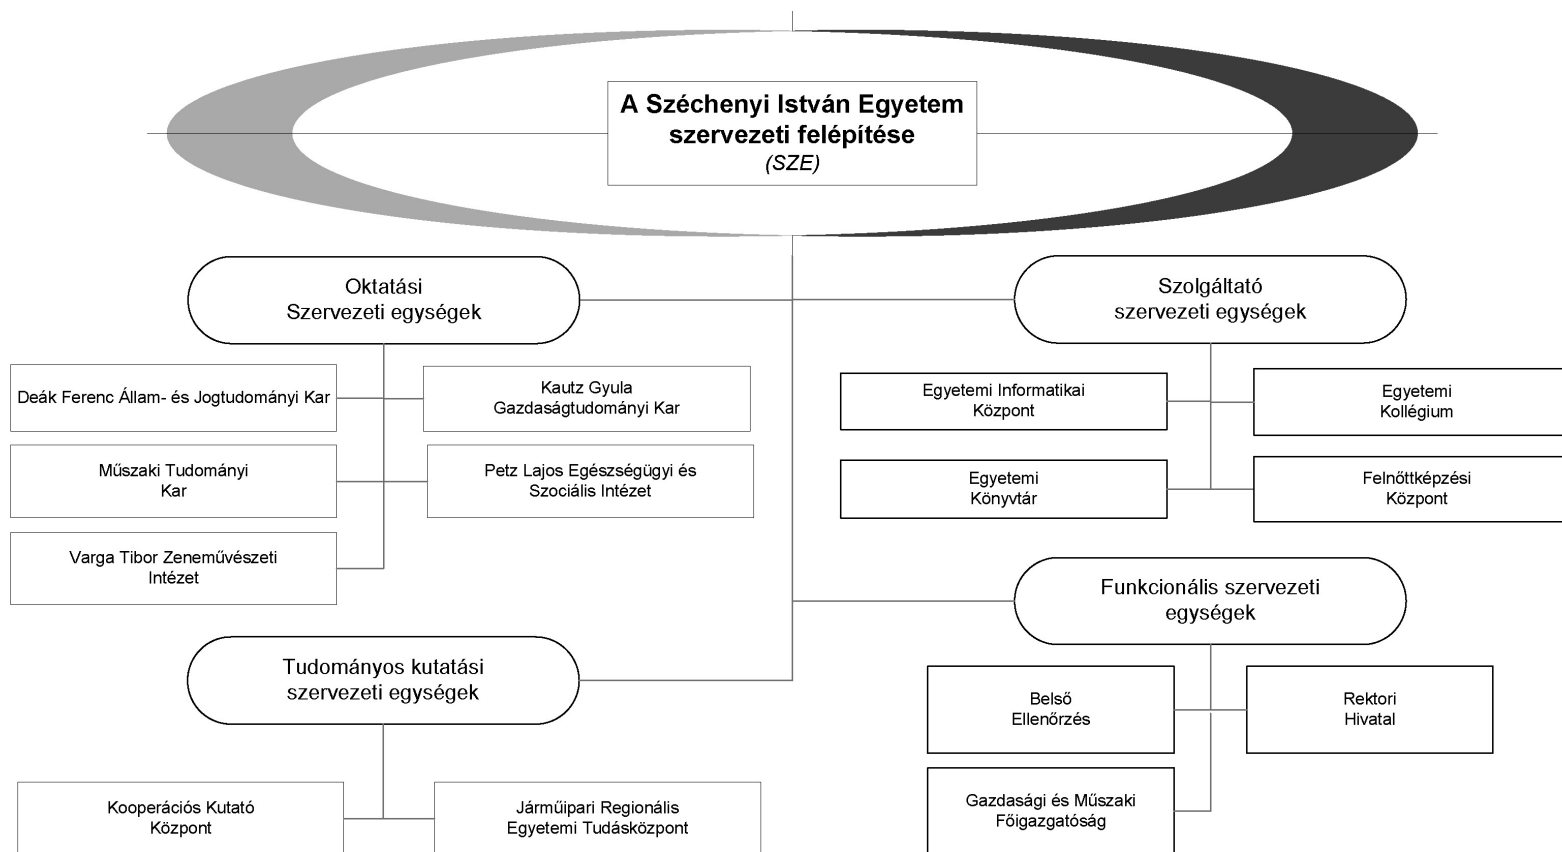 A Széchenyi István Egyetem
szervezeti felépítése
(SZE)
Oktatási
Szervezeti egységek
Deák Ferenc Állam- és Jogtudományi Kar
Kautz Gyula
Gazdaságtudományi Kar
Műszaki Tudományi
Kar
Petz Lajos Egészségügyi és
Szociális Intézet
Varga Tibor Zeneművészeti
Intézet
Szolgáltató
szervezeti egységek
Egyetemi Informatikai
Központ
Egyetemi
Kollégium
Egyetemi
Könyvtár
Felnőttképzési
Központ
Tudományos kutatási
szervezeti egységek
Kooperációs Kutató
Központ
Járműipari Regionális
Egyetemi Tudásközpont
Funkcionális szervezeti
egységek
Belső
Ellenőrzés
Rektori
Hivatal
Gazdasági és Műszaki
Főigazgatóság